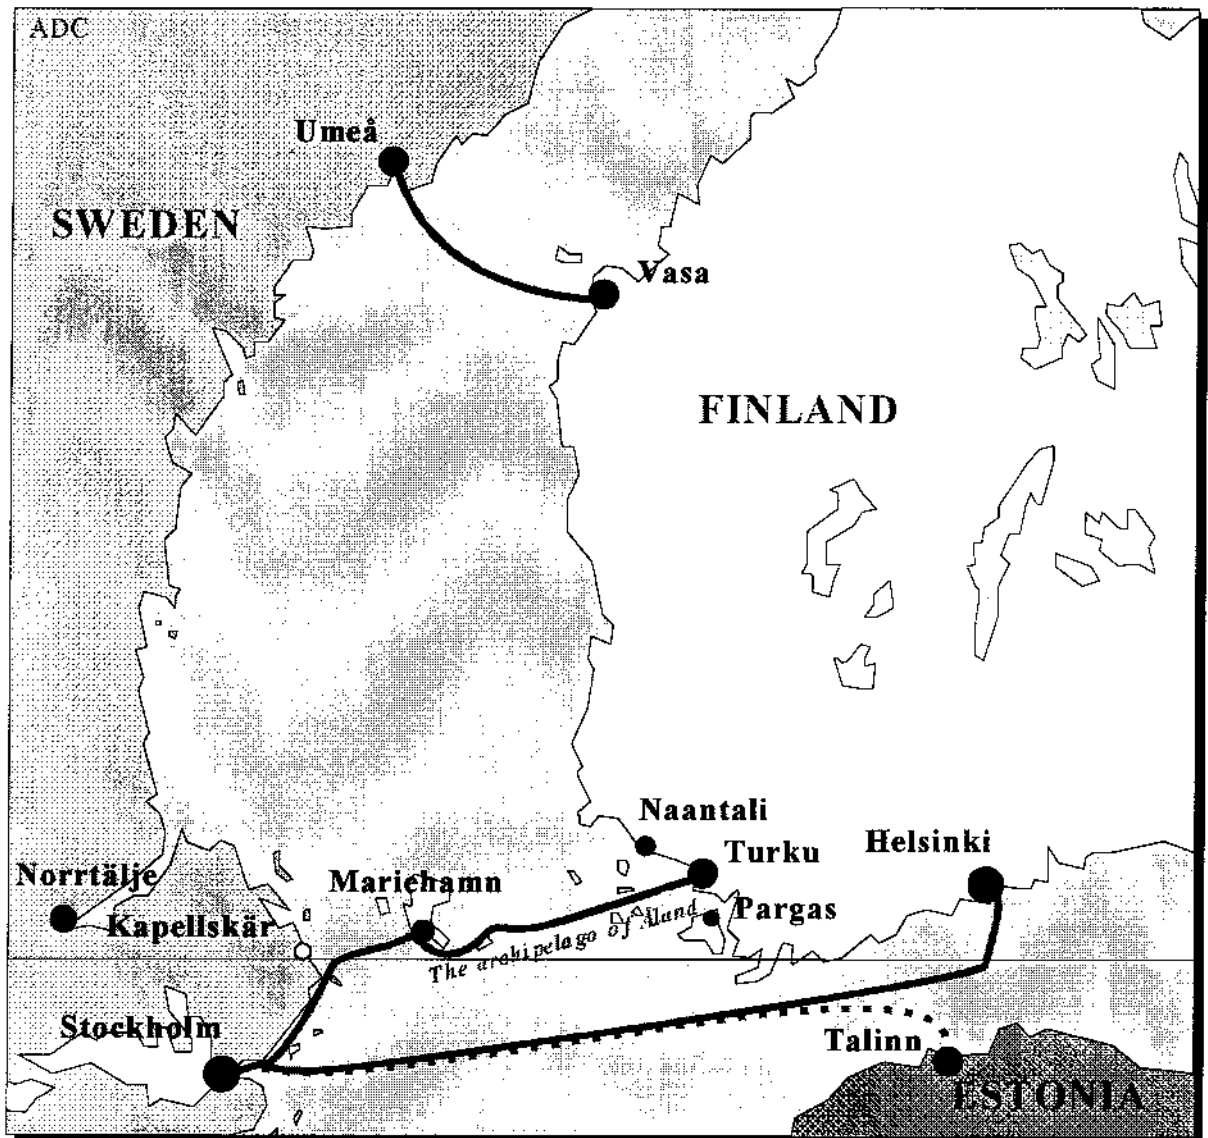 ADC
Umeå
SWEDEN
Vasa
FINLAND
Naantali
Helsinki
Turku
Norrtälje
Mariehamn
Pargas
Kapellskär
The archipelago of Åland
Stockholm
Talinn
ESTONIA